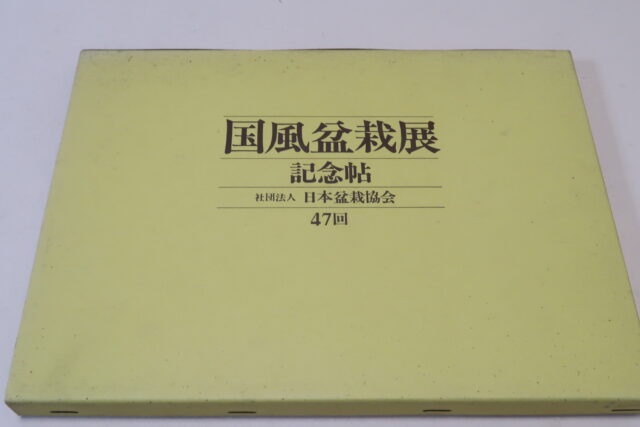 国風盆栽展
記念帖
社団法人 日本盆栽協会
47回